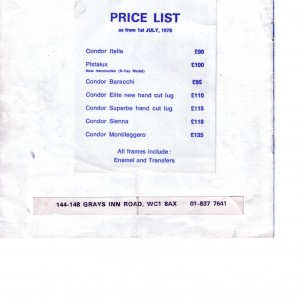 PRICE LIST
as from 1st JULY, 1978
Condor Italia £90
Pistalux £100
New Introduction (K-Day Model)
Condor Baracchi £95
Condor Elite new hand cut lug £110
Condor Superbe hand cut lug £115
Condor Sienna £118
Condor Montileggero £135
All frames include :
Enamel and Transfers
144-148 GRAYS INN ROAD, WC1 8AX 01-837 7641